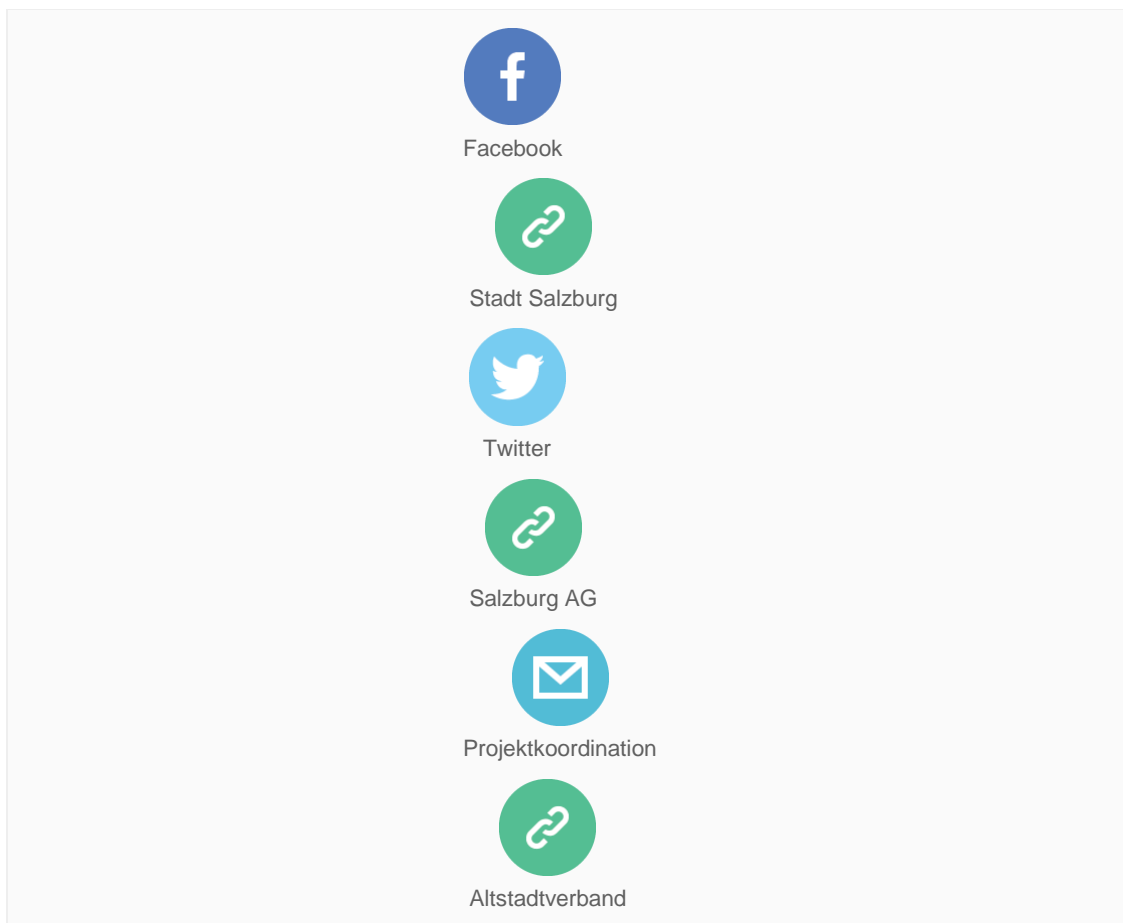 Facebook
Stadt Salzburg
Twitter
Salzburg AG
Projektkoordination
Altstadtverband